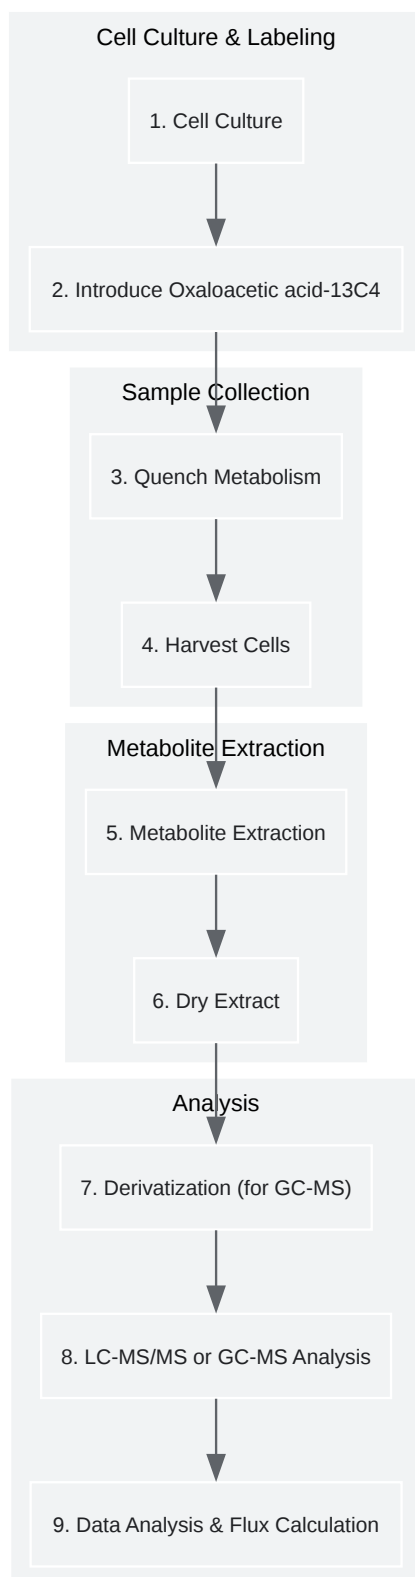 Cell Culture & Labeling
1. Cell Culture
2. Introduce Oxaloacetic acid-13C4
Sample Collection
3. Quench Metabolism
4. Harvest Cells
Metabolite Extraction
5. Metabolite Extraction
6. Dry Extract
Analysis
7. Derivatization (for GC-MS)
8. LC-MS/MS or GC-MS Analysis
9. Data Analysis & Flux Calculation